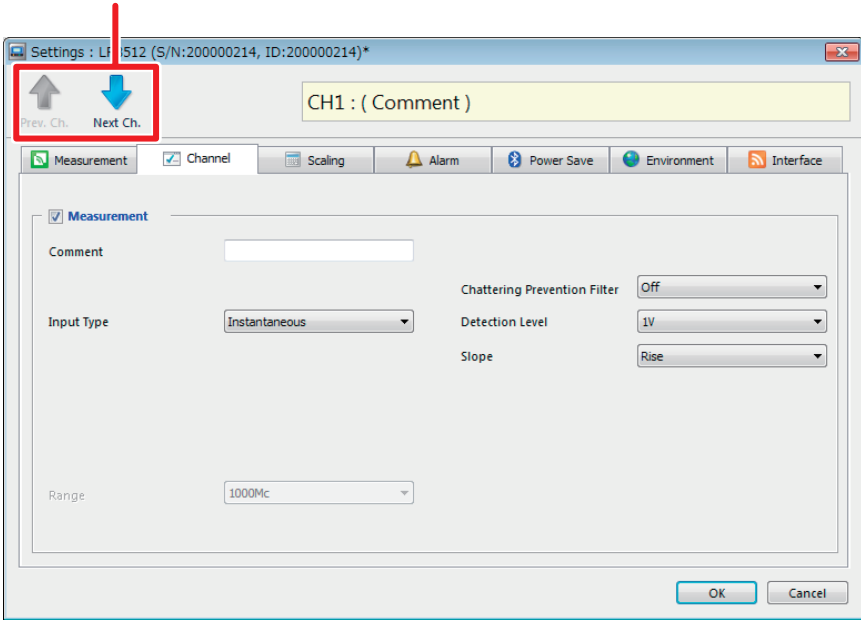 Settings : LR8512 (S/N:200000214, ID:200000214)*
Prev. Ch. Next Ch.
CH1 : ( Comment )
Measurement Channel Scaling Alarm Power Save Environment Interface
Measurement
Comment
Chattering Prevention Filter Off
Input Type Instantaneous Detection Level 1V
Slope Rise
Range 1000Mc
OK Cancel